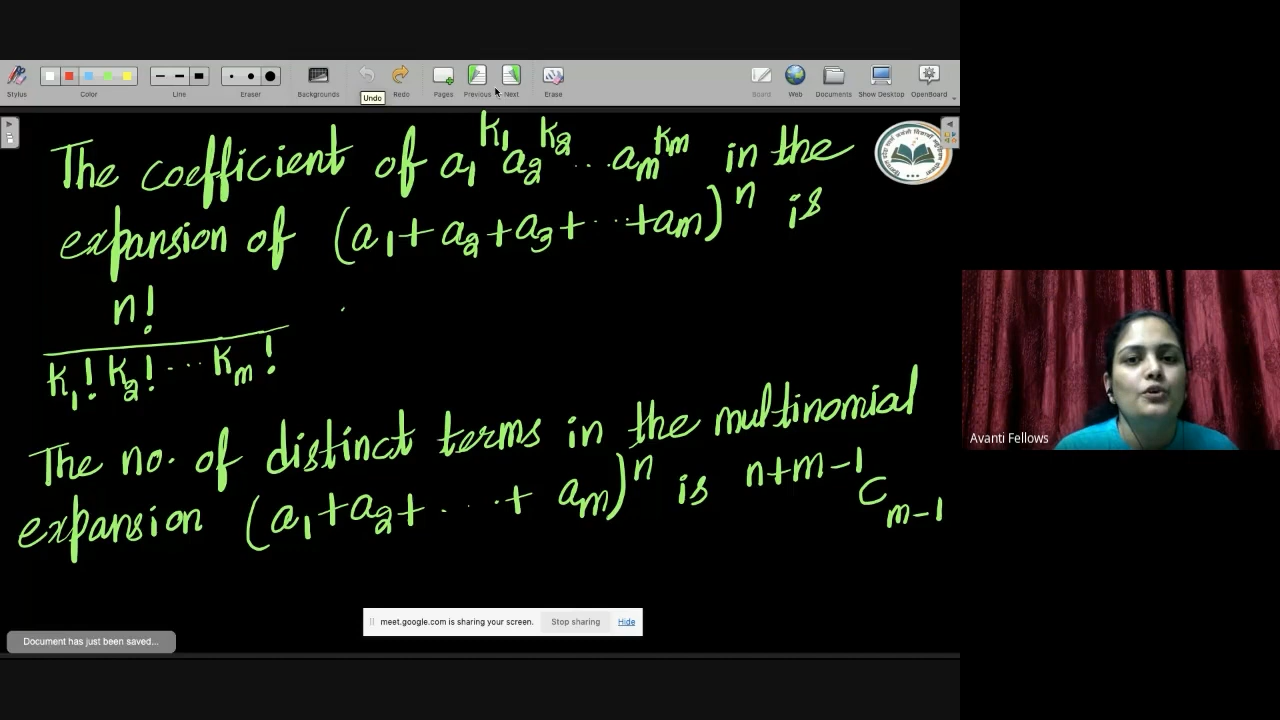 Stylus Color Line Eraser Backgrounds Undo Redo Pages Previous Next Erase Board Web Documents Show Desktop OpenBoard
The coefficient of a₁^k₁ a₂^k₂ ... aₘ^kₘ in the
expansion of (a₁+a₂+a₃+...+aₘ)^n is
n!
k₁! k₂! ... kₘ!
The no. of distinct terms in the multinomial
expansion (a₁+a₂+...+aₘ)^n is n+m-1 C m-1
Avanti Fellows
meet.google.com is sharing your screen. Stop sharing Hide
Document has just been saved...